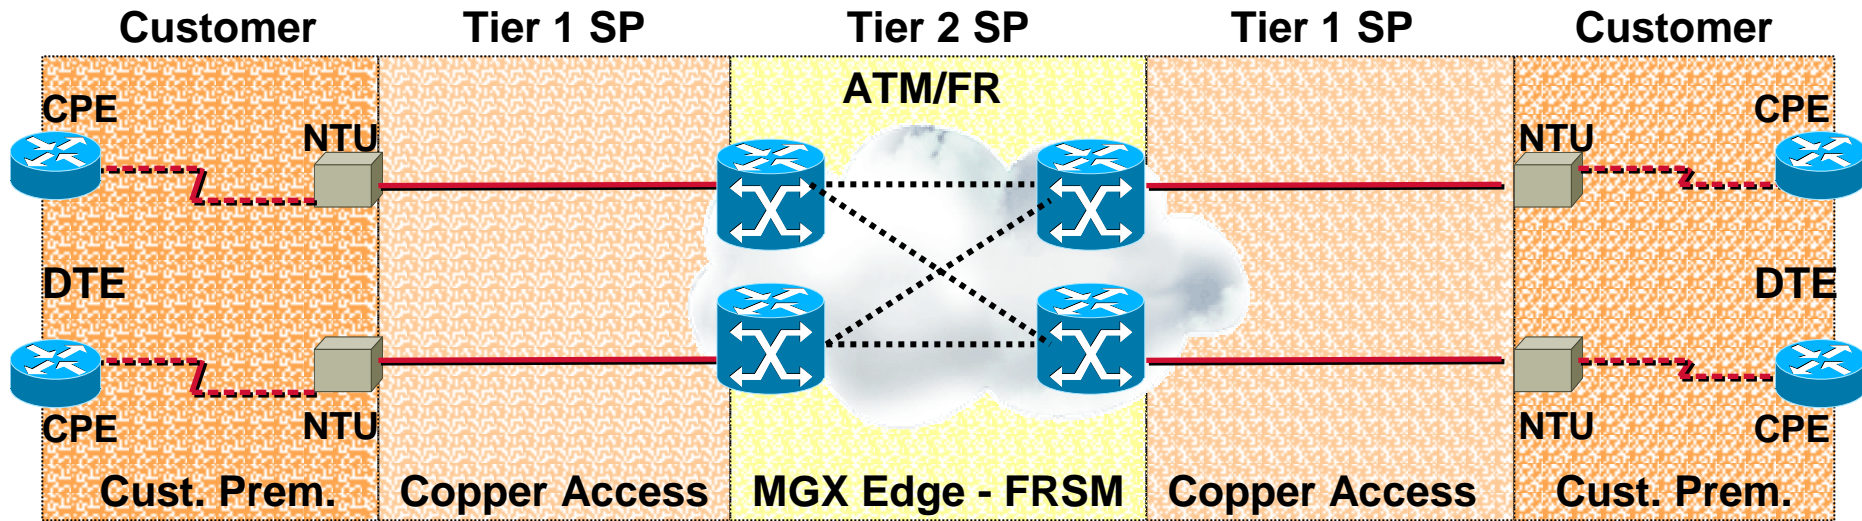 Customer
Tier 1 SP
Tier 2 SP
Tier 1 SP
Customer
ATM/FR
CPE
NTU
NTU
CPE
DTE
DTE
CPE
NTU
NTU
CPE
Cust. Prem.
Copper Access
MGX Edge - FRSM
Copper Access
Cust. Prem.